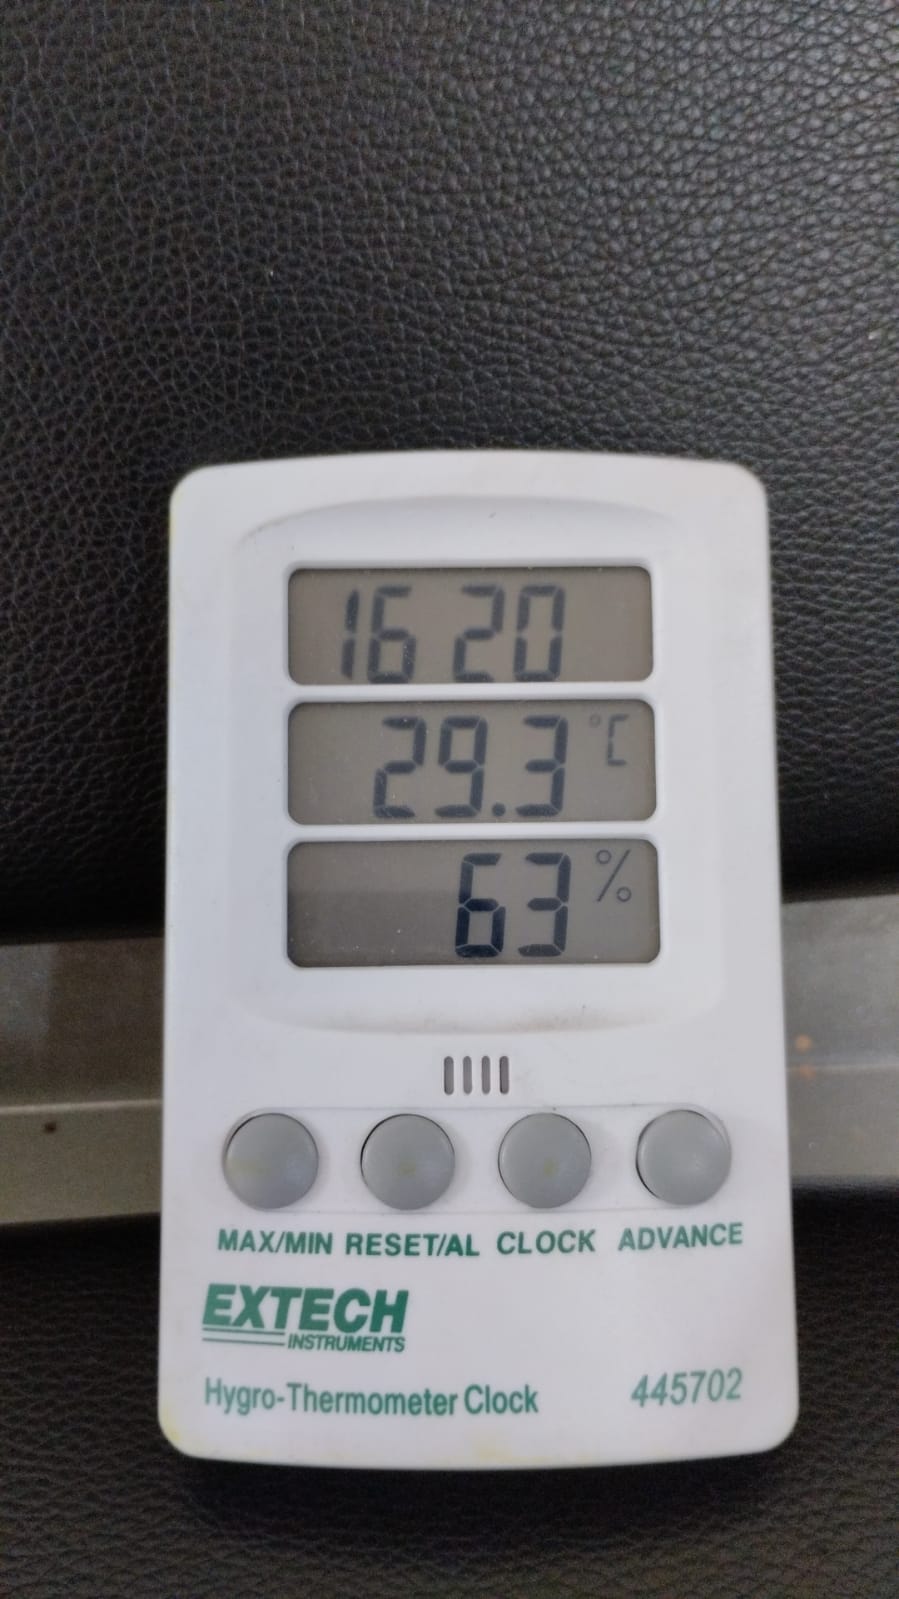 16 20
29.3 °C
63 %
MAX/MIN RESET/AL CLOCK ADVANCE
EXTECH
INSTRUMENTS
Hygro-Thermometer Clock 445702